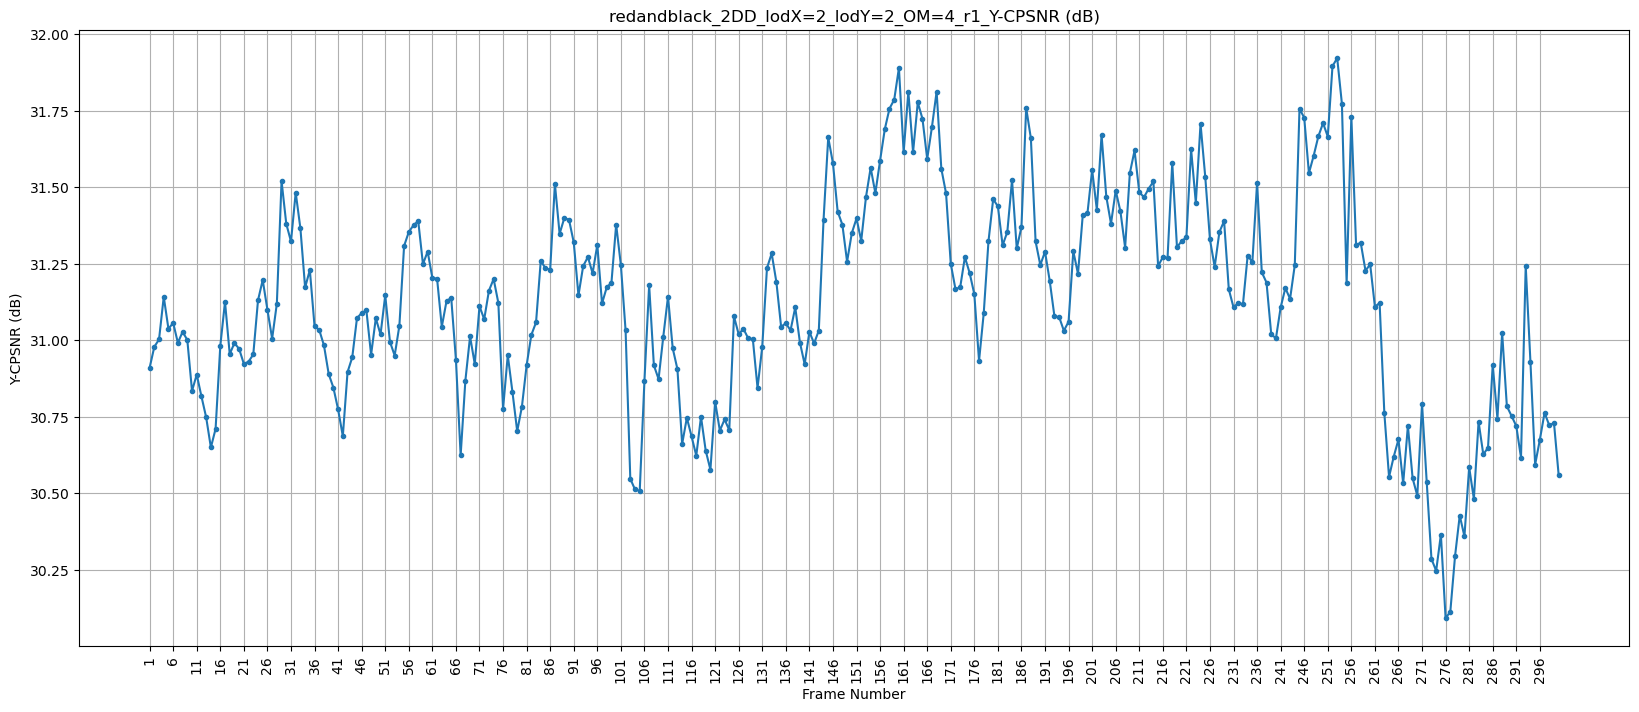 redandblack_2DD_lodX=2_lodY=2_OM=4_r1_Y-CPSNR (dB)
Y-CPSNR (dB)
32.00
31.75
31.50
31.25
31.00
30.75
30.50
30.25
1 6 11 16 21 26 31 36 41 46 51 56 61 66 71 76 81 86 91 96 101 106 111 116 121 126 131 136 141 146 151 156 161 166 171 176 181 186 191 196 201 206 211 216 221 226 231 236 241 246 251 256 261 266 271 276 281 286 291 296
Frame Number